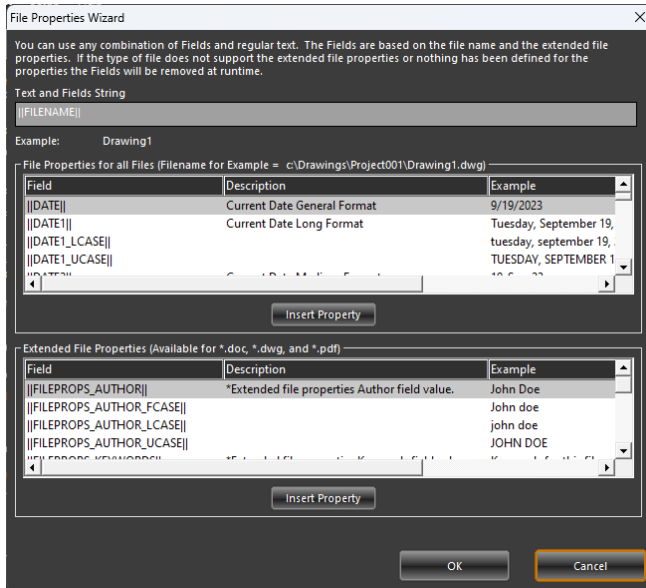 File Properties Wizard
You can use any combination of Fields and regular text. The Fields are based on the file name and the extended file
properties. If the type of file does not support the extended file properties or nothing has been defined for the
properties the Fields will be removed at runtime.
Text and Fields String
||FILENAME||
Example: Drawing1
File Properties for all Files (Filename for Example = c:\Drawings\Project001\Drawing1.dwg)
Field Description Example
||DATE|| Current Date General Format 9/19/2023
||DATE1|| Current Date Long Format Tuesday, September 19,
||DATE1_LCASE|| tuesday, september 19,
||DATE1_UCASE|| TUESDAY, SEPTEMBER 1
Insert Property
Extended File Properties (Available for *.doc, *.dwg, and *.pdf)
Field Description Example
||FILEPROPS_AUTHOR|| *Extended file properties Author field value. John Doe
||FILEPROPS_AUTHOR_FCASE|| John doe
||FILEPROPS_AUTHOR_LCASE|| john doe
||FILEPROPS_AUTHOR_UCASE|| JOHN DOE
Insert Property
OK Cancel